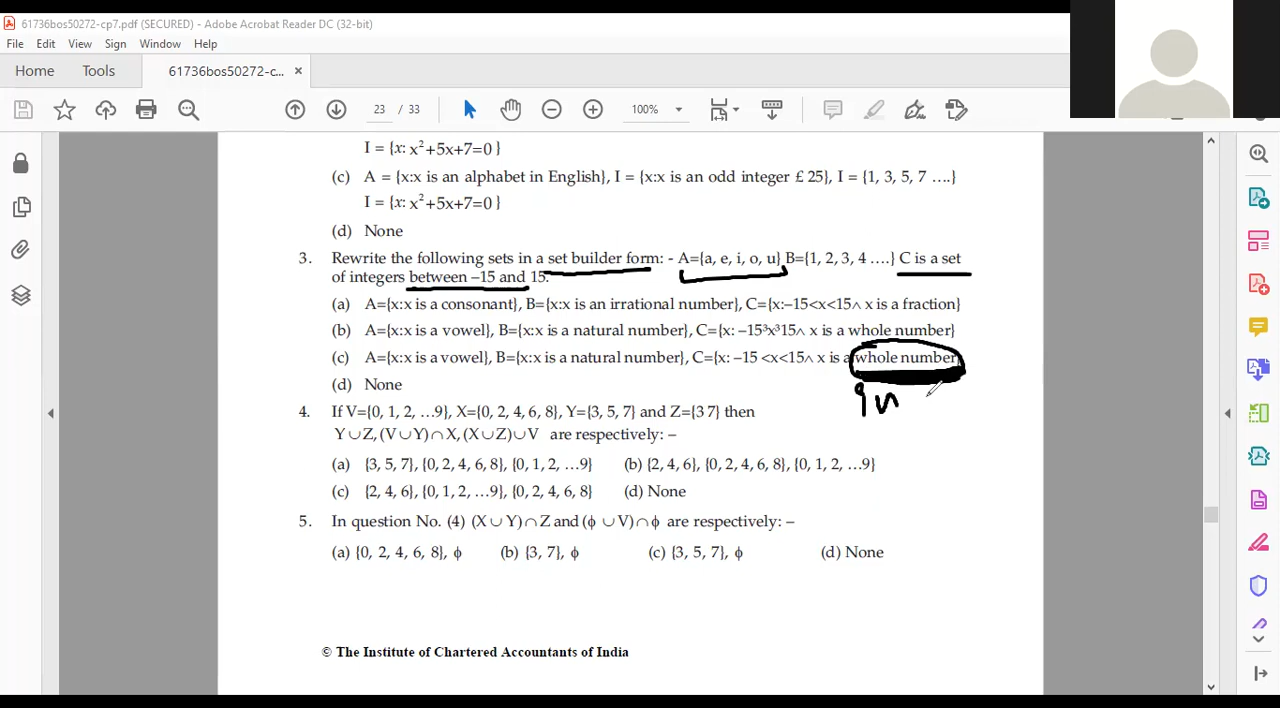 61736bos50272-cp7.pdf (SECURED) - Adobe Acrobat Reader DC (32-bit)
File Edit View Sign Window Help
Home Tools 61736bos50272-c... ×
23 / 33 100%
I = {x: x²+5x+7=0 }
(c) A = {x:x is an alphabet in English}, I = {x:x is an odd integer £ 25}, I = {1, 3, 5, 7 ....}
I = {x: x²+5x+7=0 }
(d) None
3. Rewrite the following sets in a set builder form: - A={a, e, i, o, u} B={1, 2, 3, 4 ....} C is a set
of integers between –15 and 15.
(a) A={x:x is a consonant}, B={x:x is an irrational number}, C={x:–15<x<15∧ x is a fraction}
(b) A={x:x is a vowel}, B={x:x is a natural number}, C={x: –15³x³15∧ x is a whole number}
(c) A={x:x is a vowel}, B={x:x is a natural number}, C={x: –15 <x<15∧ x is a whole number}
(d) None
4. If V={0, 1, 2, …9}, X={0, 2, 4, 6, 8}, Y={3, 5, 7} and Z={3 7} then
Y∪Z, (V∪Y)∩X, (X∪Z)∪V are respectively: –
(a) {3, 5, 7}, {0, 2, 4, 6, 8}, {0, 1, 2, …9} (b) {2, 4, 6}, {0, 2, 4, 6, 8}, {0, 1, 2, …9}
(c) {2, 4, 6}, {0, 1, 2, …9}, {0, 2, 4, 6, 8} (d) None
5. In question No. (4) (X∪Y)∩Z and (ϕ ∪V)∩ϕ are respectively: –
(a) {0, 2, 4, 6, 8}, ϕ (b) {3, 7}, ϕ (c) {3, 5, 7}, ϕ (d) None
© The Institute of Chartered Accountants of India